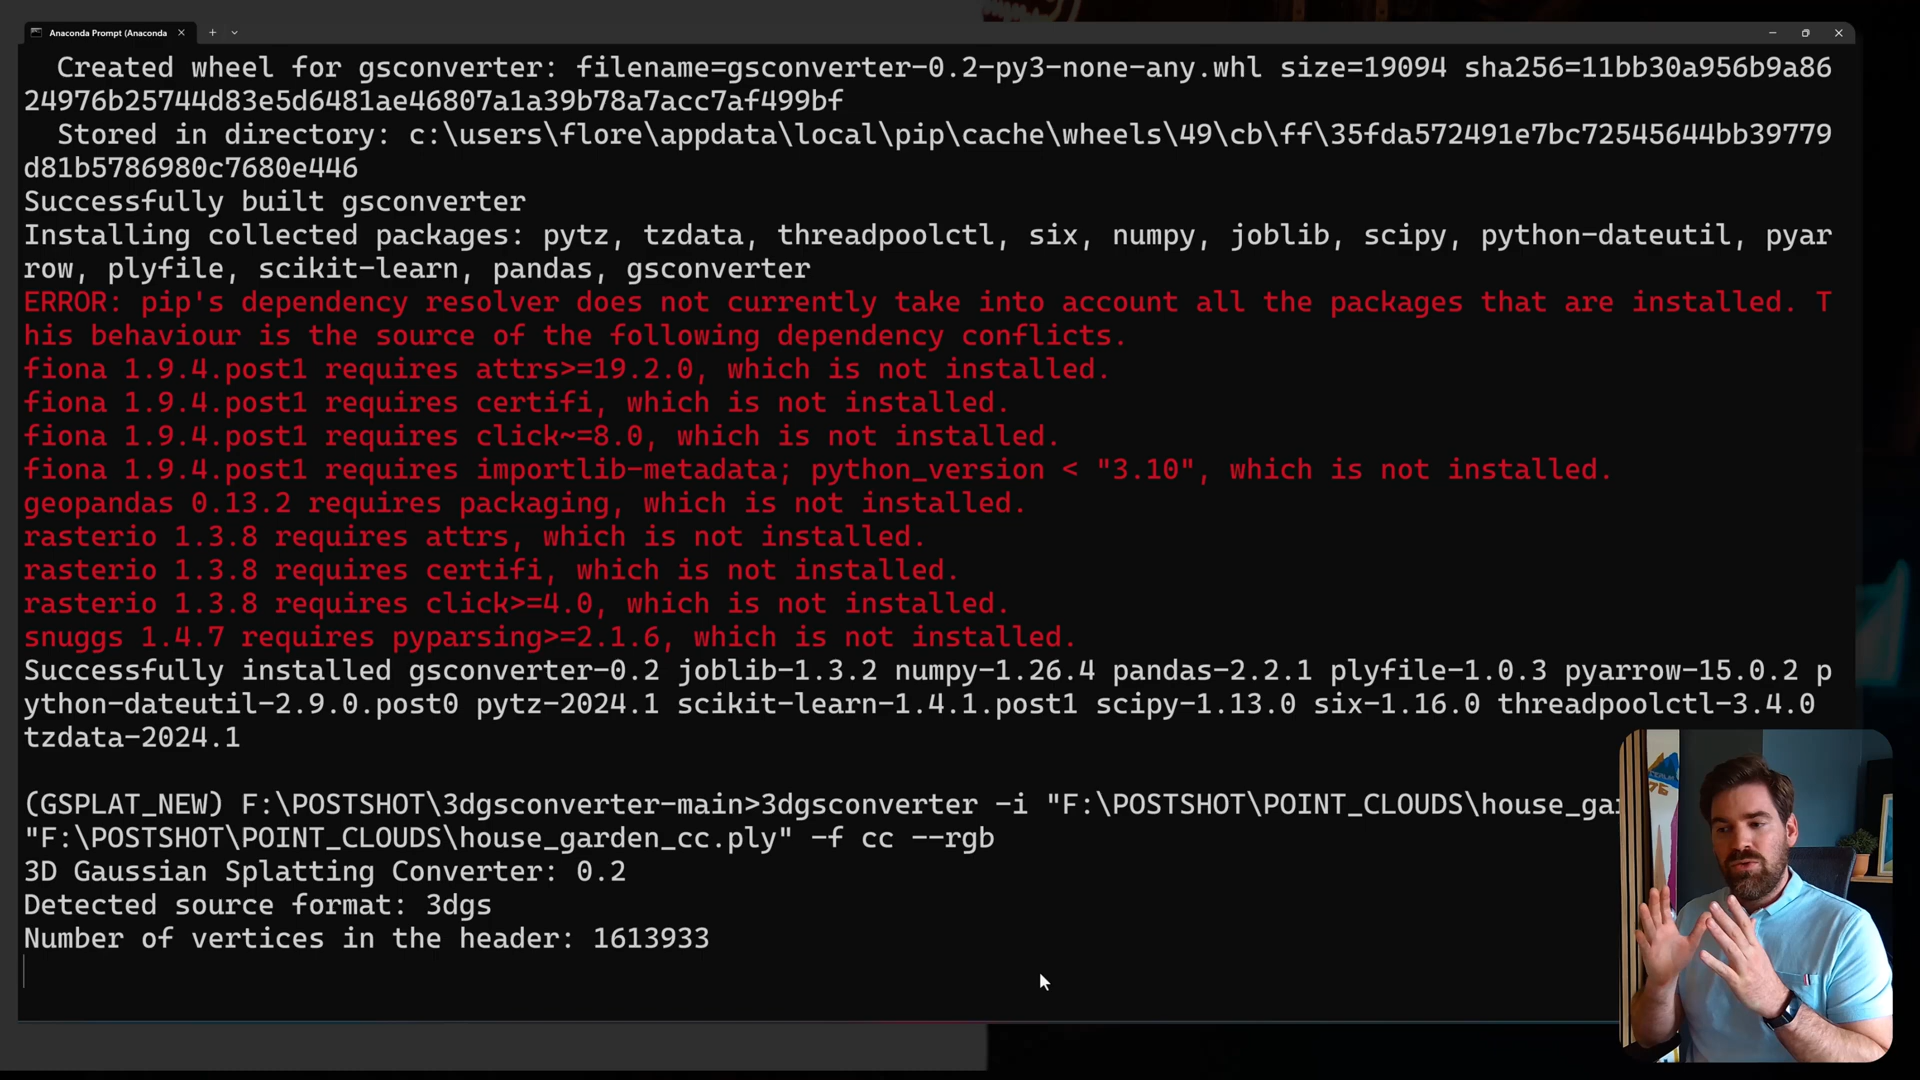 Anaconda Prompt (Anaconda
Created wheel for gsconverter: filename=gsconverter-0.2-py3-none-any.whl size=19094 sha256=11bb30a956b9a86
24976b25744d83e5d6481ae46807a1a39b78a7acc7af499bf
Stored in directory: c:\users\flore\appdata\local\pip\cache\wheels\49\cb\ff\35fda572491e7bc72545644bb39779
d81b5786980c7680e446
Successfully built gsconverter
Installing collected packages: pytz, tzdata, threadpoolctl, six, numpy, joblib, scipy, python-dateutil, pyar
row, plyfile, scikit-learn, pandas, gsconverter
ERROR: pip's dependency resolver does not currently take into account all the packages that are installed. T
his behaviour is the source of the following dependency conflicts.
fiona 1.9.4.post1 requires attrs>=19.2.0, which is not installed.
fiona 1.9.4.post1 requires certifi, which is not installed.
fiona 1.9.4.post1 requires click~=8.0, which is not installed.
fiona 1.9.4.post1 requires importlib-metadata; python_version < "3.10", which is not installed.
geopandas 0.13.2 requires packaging, which is not installed.
rasterio 1.3.8 requires attrs, which is not installed.
rasterio 1.3.8 requires certifi, which is not installed.
rasterio 1.3.8 requires click>=4.0, which is not installed.
snuggs 1.4.7 requires pyparsing>=2.1.6, which is not installed.
Successfully installed gsconverter-0.2 joblib-1.3.2 numpy-1.26.4 pandas-2.2.1 plyfile-1.0.3 pyarrow-15.0.2 p
ython-dateutil-2.9.0.post0 pytz-2024.1 scikit-learn-1.4.1.post1 scipy-1.13.0 six-1.16.0 threadpoolctl-3.4.0
tzdata-2024.1
(GSPLAT_NEW) F:\POSTSHOT\3dgsconverter-main>3dgsconverter -i "F:\POSTSHOT\POINT_CLOUDS\house_ga
"F:\POSTSHOT\POINT_CLOUDS\house_garden_cc.ply" -f cc --rgb
3D Gaussian Splatting Converter: 0.2
Detected source format: 3dgs
Number of vertices in the header: 1613933